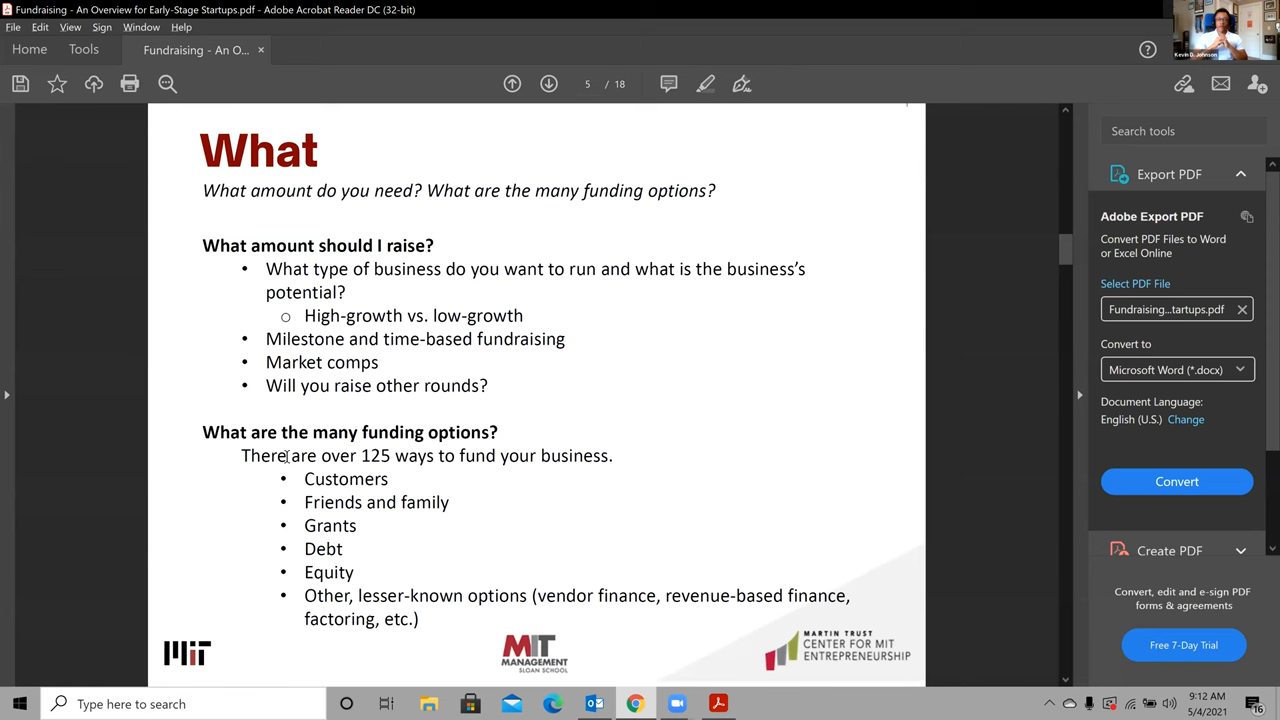 Fundraising - An Overview for Early-Stage Startups.pdf - Adobe Acrobat Reader DC (32-bit)
File Edit View Sign Window Help
Home Tools Fundraising - An O... ×
5 / 18
Kevin D. Johnson
What
What amount do you need? What are the many funding options?
What amount should I raise?
• What type of business do you want to run and what is the business's
potential?
o High-growth vs. low-growth
• Milestone and time-based fundraising
• Market comps
• Will you raise other rounds?
What are the many funding options?
There are over 125 ways to fund your business.
• Customers
• Friends and family
• Grants
• Debt
• Equity
• Other, lesser-known options (vendor finance, revenue-based finance,
factoring, etc.)
MIT
MIT
MANAGEMENT
SLOAN SCHOOL
MARTIN TRUST
CENTER FOR MIT
ENTREPRENEURSHIP
Search tools
Export PDF
Adobe Export PDF
Convert PDF Files to Word
or Excel Online
Select PDF File
Fundraising...tartups.pdf
Convert to
Microsoft Word (*.docx)
Document Language:
English (U.S.) Change
Convert
Create PDF
Convert, edit and e-sign PDF
forms & agreements
Free 7-Day Trial
Type here to search
9:12 AM
5/4/2021
16